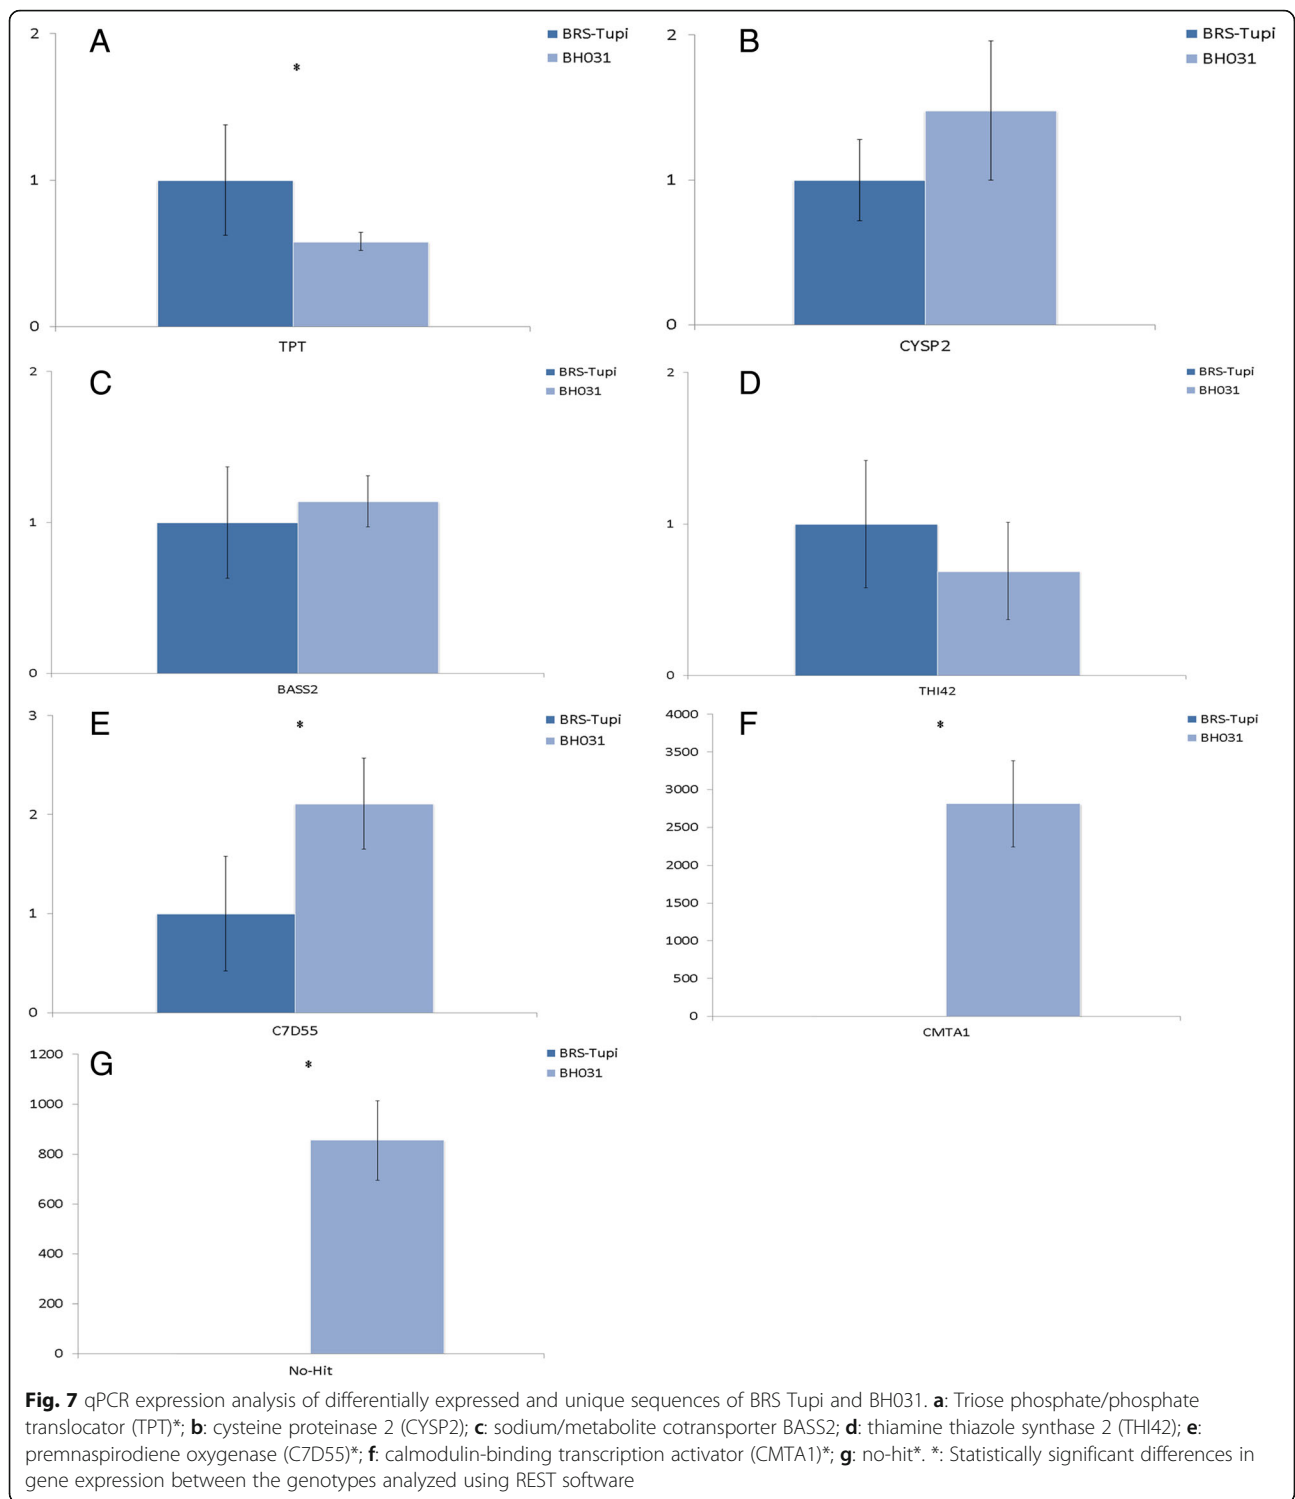 A
2
1
0
*
BRS-Tupi
BH031
TPT
B
2
1
0
BRS-Tupi
BH031
CYSP2
C
2
1
0
BRS-Tupi
BH031
BASS2
D
2
1
0
BRS-Tupi
BH031
THI42
E
3
2
1
0
*
BRS-Tupi
BH031
C7D55
F
4000
3500
3000
2500
2000
1500
1000
500
0
*
BRS-Tupi
BH031
CMTA1
G
1200
1000
800
600
400
200
0
*
BRS-Tupi
BH031
No-Hit
Fig. 7 qPCR expression analysis of differentially expressed and unique sequences of BRS Tupi and BH031. a: Triose phosphate/phosphate
translocator (TPT)*; b: cysteine proteinase 2 (CYSP2); c: sodium/metabolite cotransporter BASS2; d: thiamine thiazole synthase 2 (THI42); e:
premnaspirodiene oxygenase (C7D55)*; f: calmodulin-binding transcription activator (CMTA1)*; g: no-hit*. *: Statistically significant differences in
gene expression between the genotypes analyzed using REST software